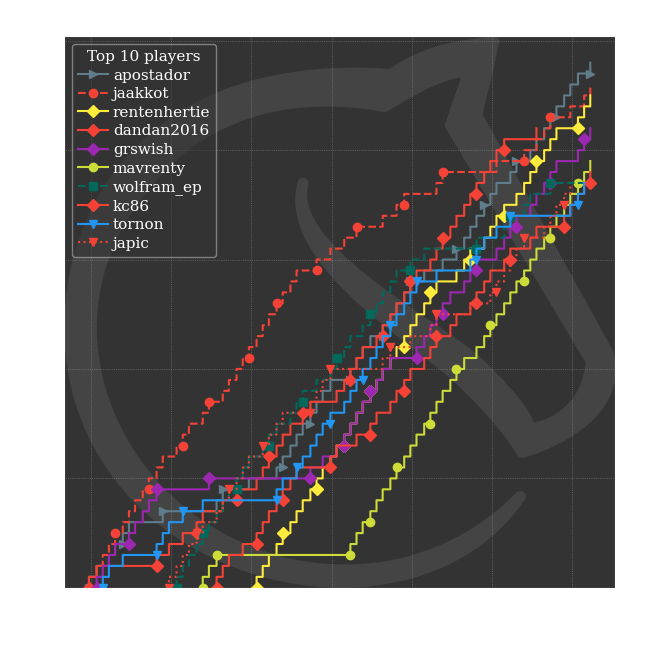 Top 10 players
apostador
jaakkot
rentenhertie
dandan2016
grswish
mavrenty
wolfram_ep
kc86
tornon
japic